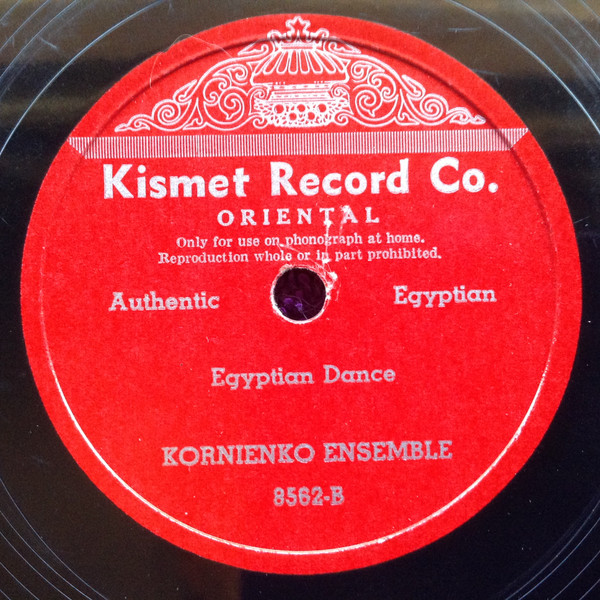 Kismet Record Co.
ORIENTAL
Only for use on phonograph at home.
Reproduction whole or in part prohibited.
Authentic Egyptian
Egyptian Dance
KORNIENKO ENSEMBLE
8562-B